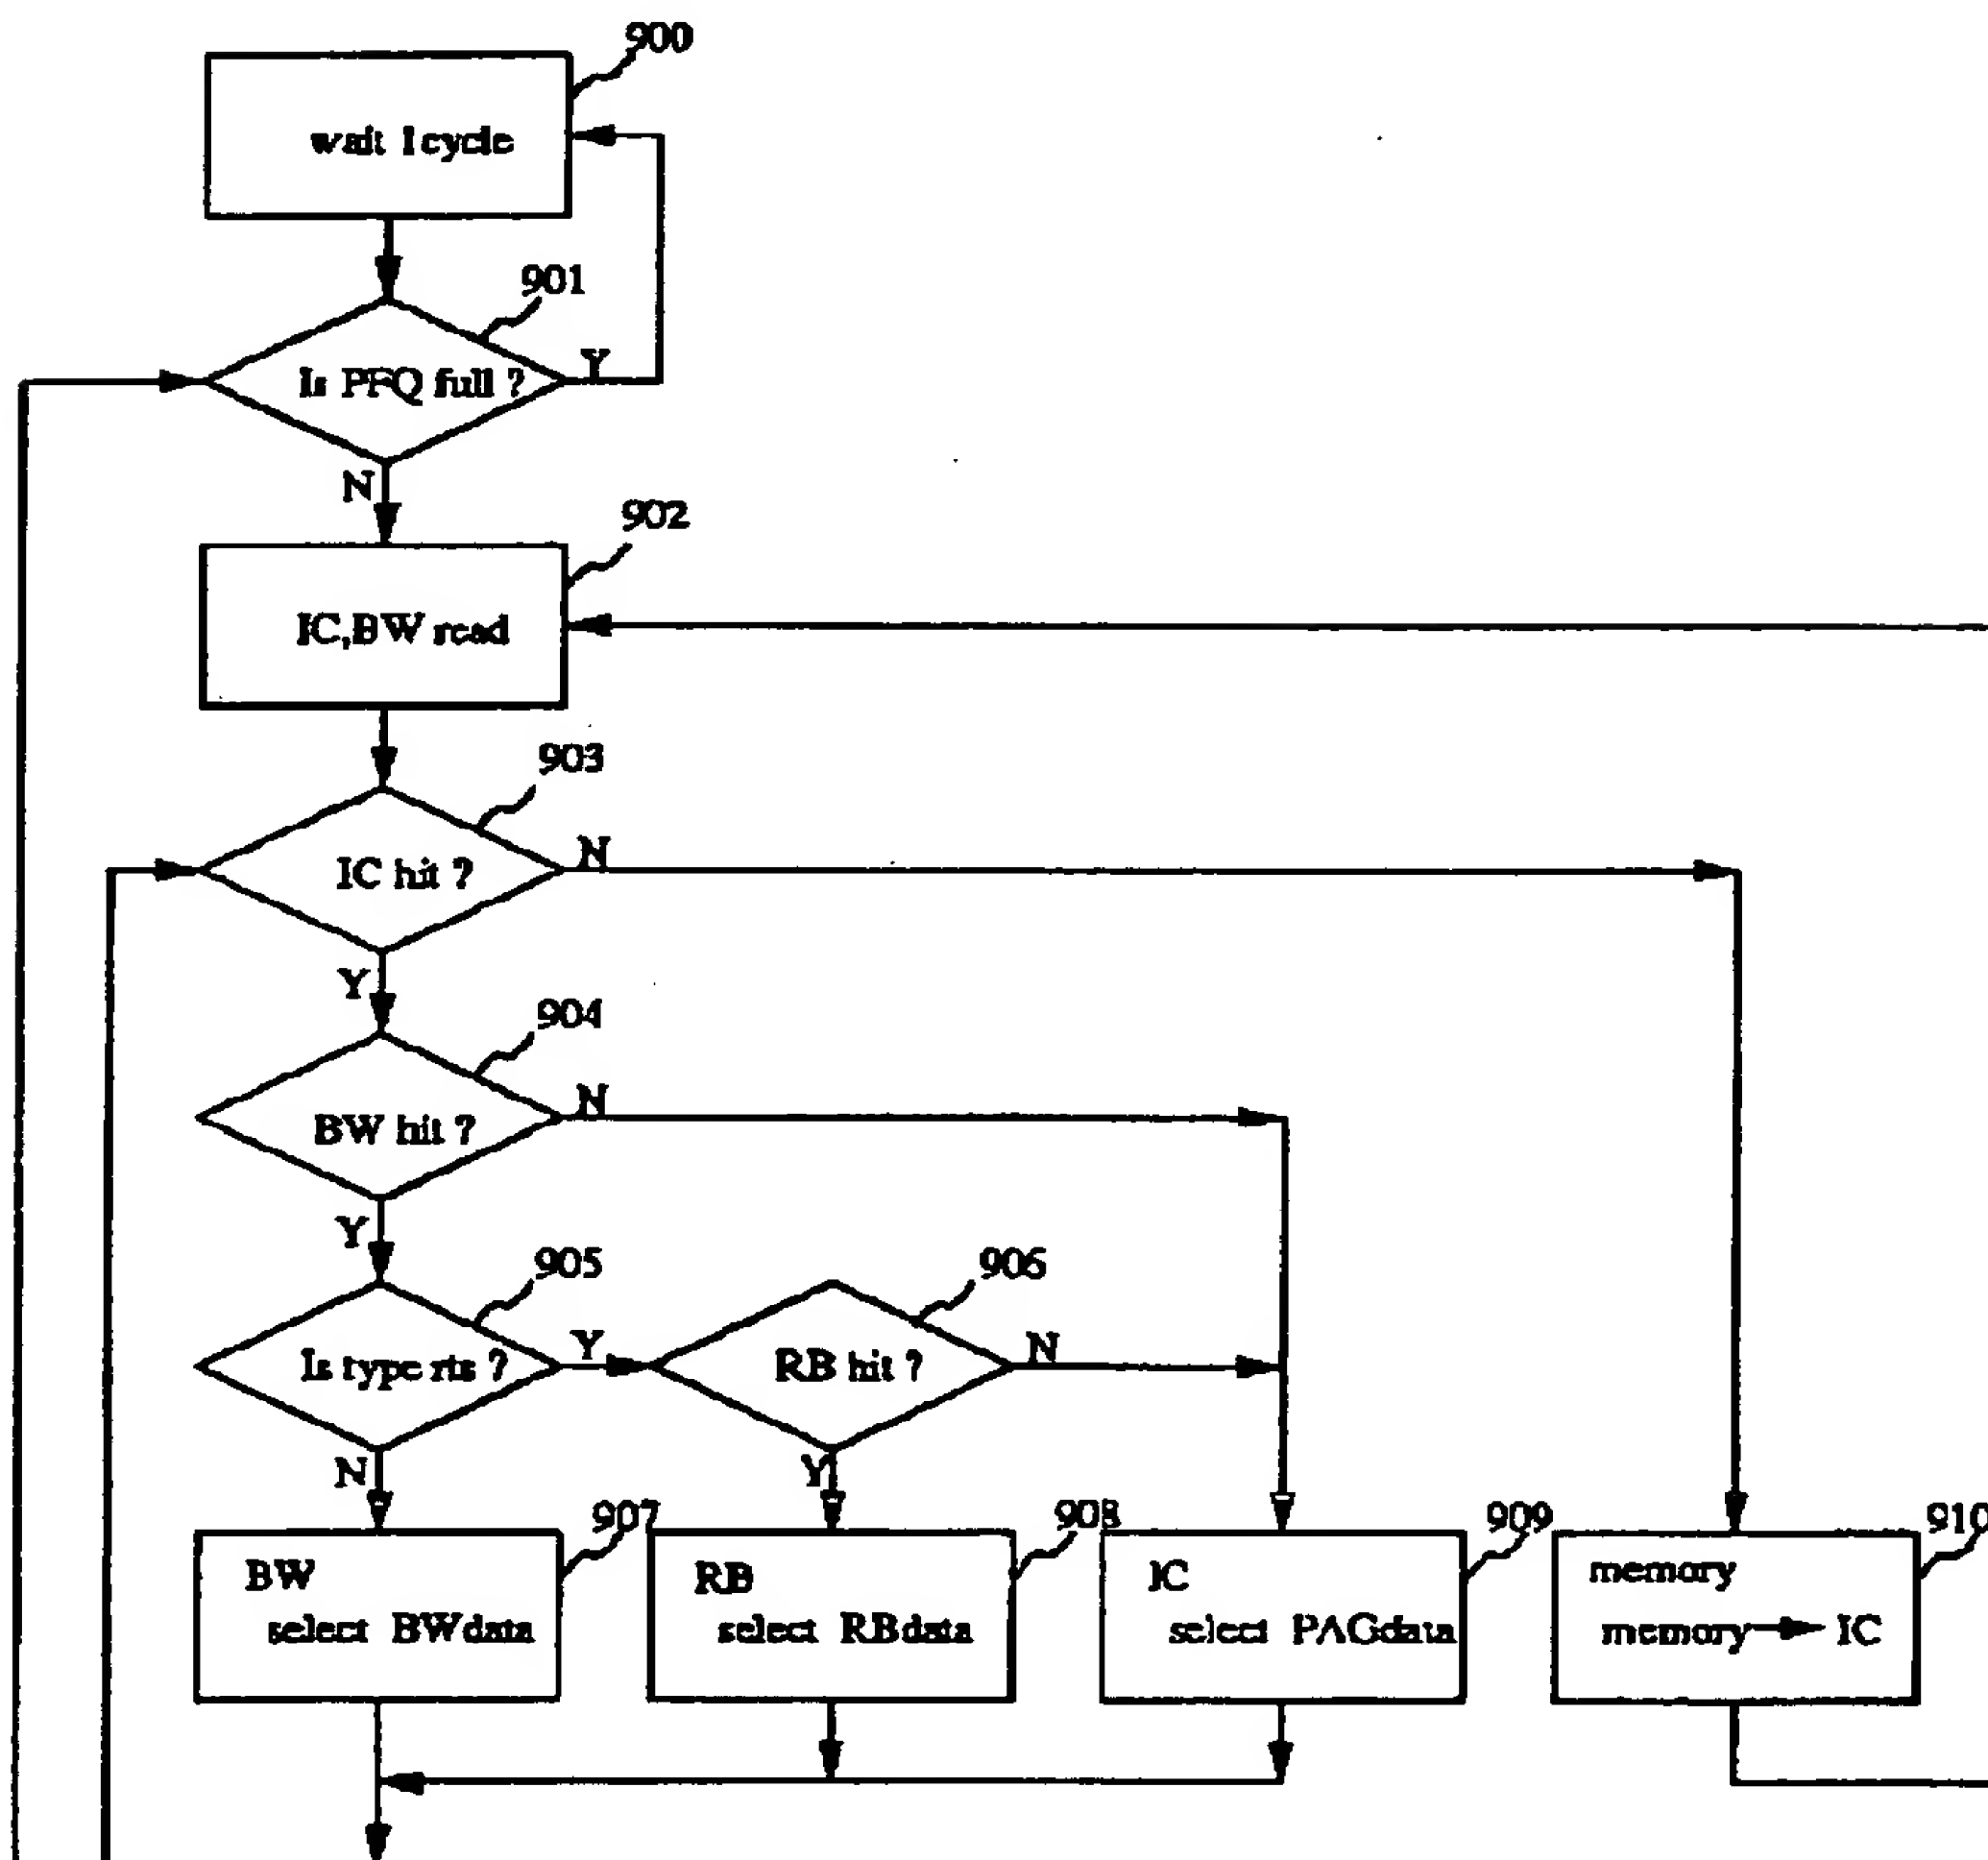 900
wait 1cycle
901
Is PFQ full ?
Y
N
902
IC,BW read
903
IC hit ?
N
Y
904
BW hit ?
N
Y
905
Is type rts ?
Y
906
RB hit ?
N
N
Y
907
BW
select BWdata
908
RB
select RBdata
909
IC
select PAGdata
910
memory
memory → IC